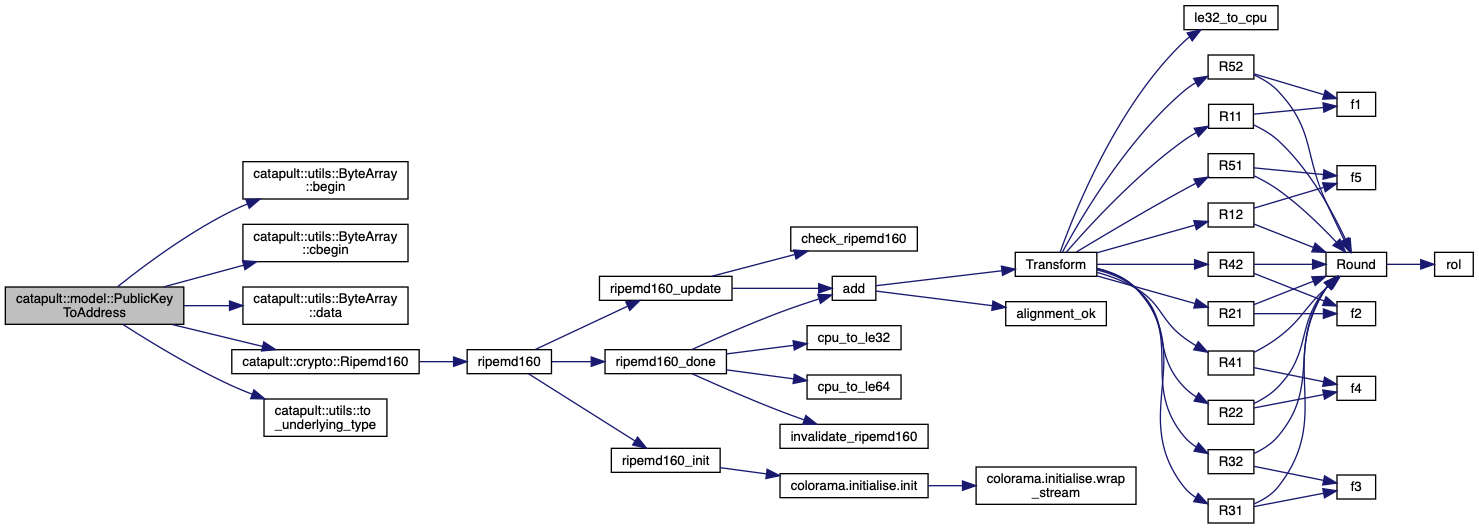 catapult::model::PublicKey
ToAddress
catapult::utils::ByteArray
::begin
catapult::utils::ByteArray
::cbegin
catapult::utils::ByteArray
::data
catapult::crypto::Ripemd160
catapult::utils::to
_underlying_type
ripemd160
ripemd160_update
ripemd160_done
ripemd160_init
check_ripemd160
add
cpu_to_le32
cpu_to_le64
invalidate_ripemd160
colorama.initialise.init
colorama.initialise.wrap
_stream
Transform
alignment_ok
le32_to_cpu
R52
R11
R51
R12
R42
R21
R41
R22
R32
R31
f1
f5
Round
f2
f4
f3
rol